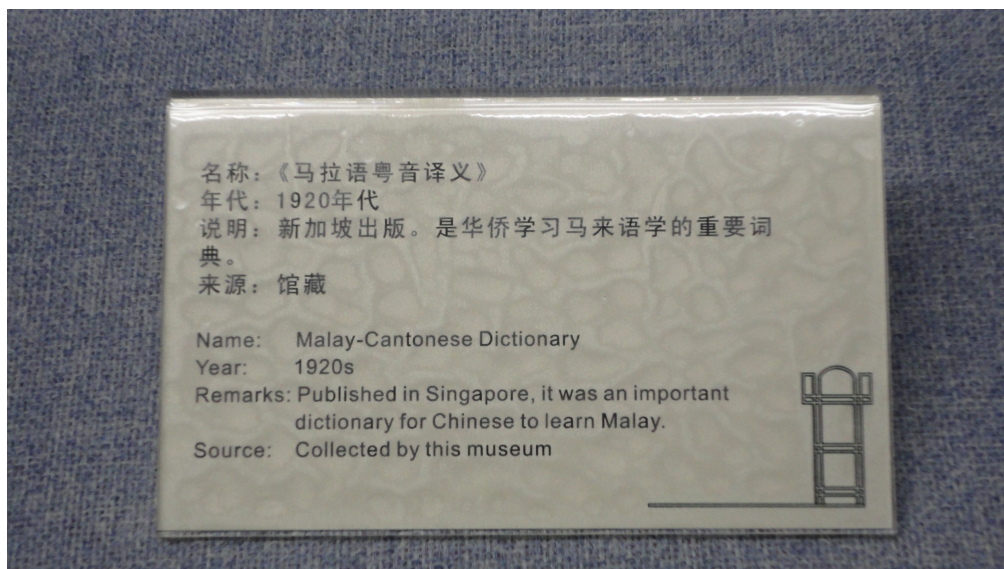 名称：《马拉语粤音译义》
年代：1920年代
说明：新加坡出版。是华侨学习马来语学的重要词
典。
来源：馆藏
Name: Malay-Cantonese Dictionary
Year: 1920s
Remarks: Published in Singapore, it was an important
dictionary for Chinese to learn Malay.
Source: Collected by this museum